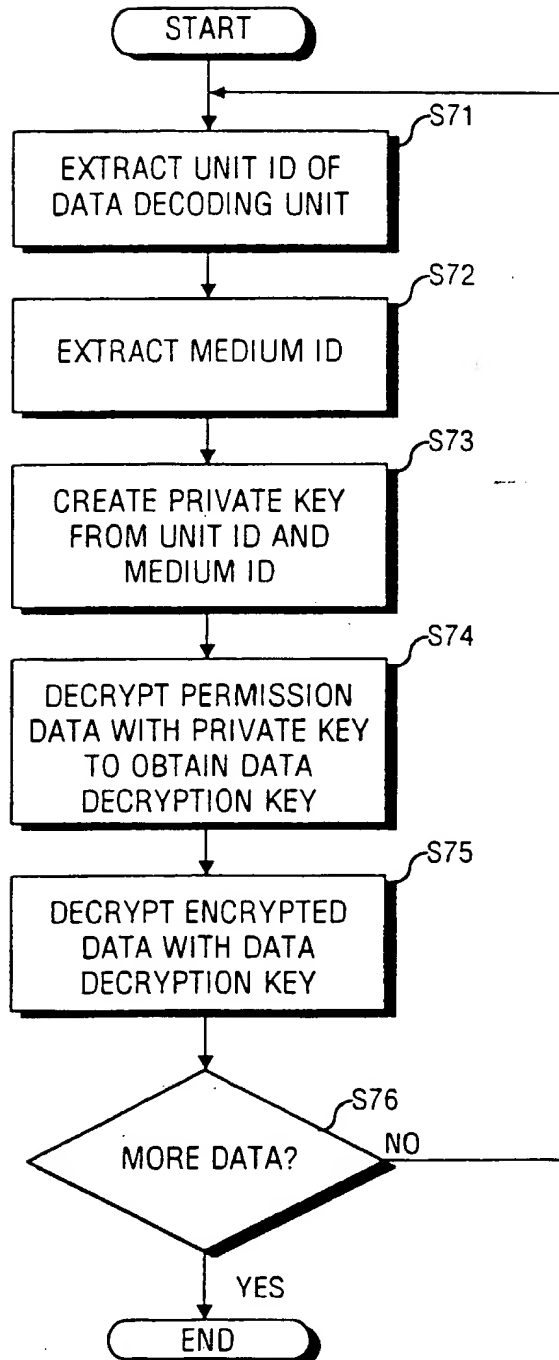 START
S71
EXTRACT UNIT ID OF
DATA DECODING UNIT
S72
EXTRACT MEDIUM ID
S73
CREATE PRIVATE KEY
FROM UNIT ID AND
MEDIUM ID
S74
DECRYPT PERMISSION
DATA WITH PRIVATE KEY
TO OBTAIN DATA
DECRYPTION KEY
S75
DECRYPT ENCRYPTED
DATA WITH DATA
DECRYPTION KEY
S76
MORE DATA?
NO
YES
END